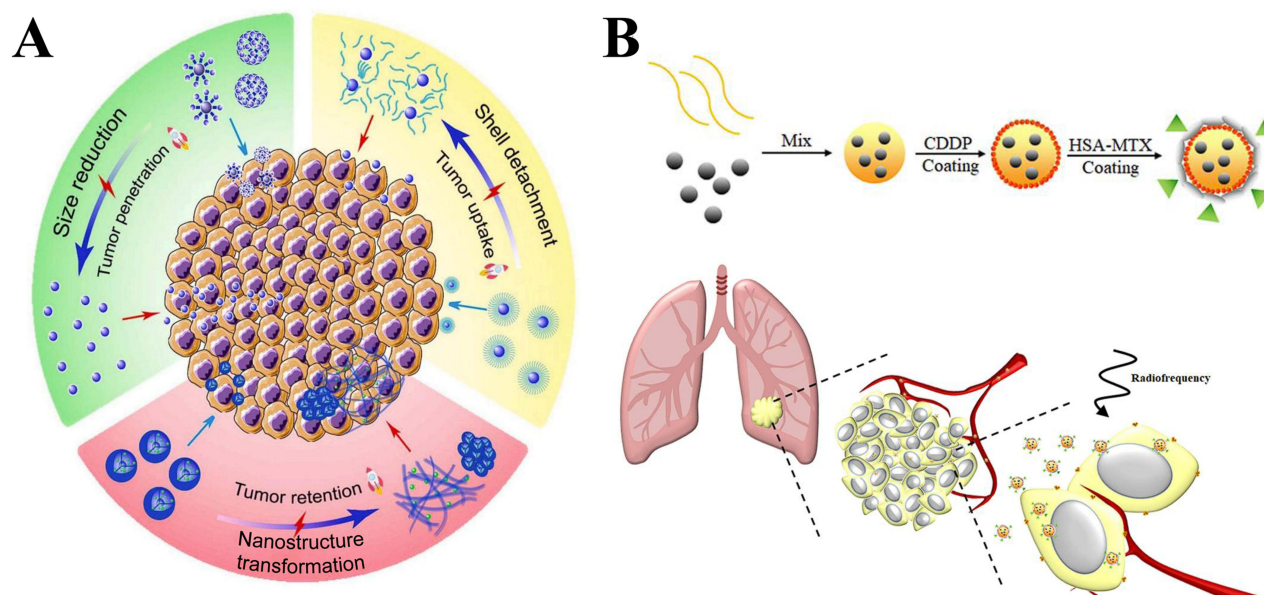 A
Size reduction
Tumor penetration
Shell detachment
Tumor uptake
Tumor retention
Nanostructure
transformation
B
Mix
CDDP
Coating
HSA-MTX
Coating
Radiofrequency